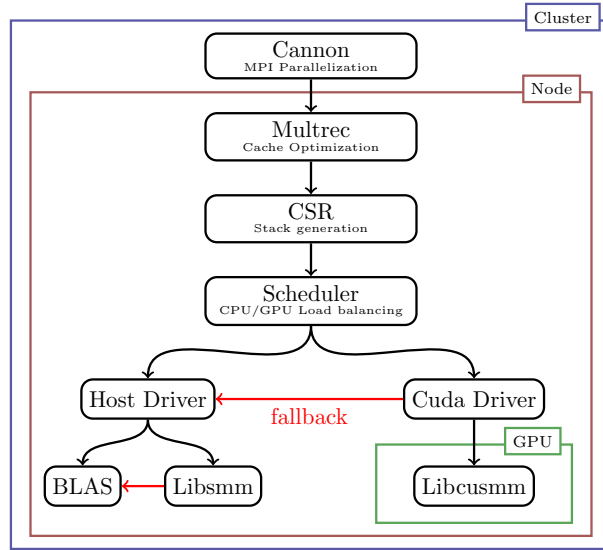 Cluster
Cannon
MPI Parallelization
Node
Multrec
Cache Optimization
CSR
Stack generation
Scheduler
CPU/GPU Load balancing
Host Driver
Cuda Driver
fallback
GPU
BLAS
Libsmm
Libcusmm